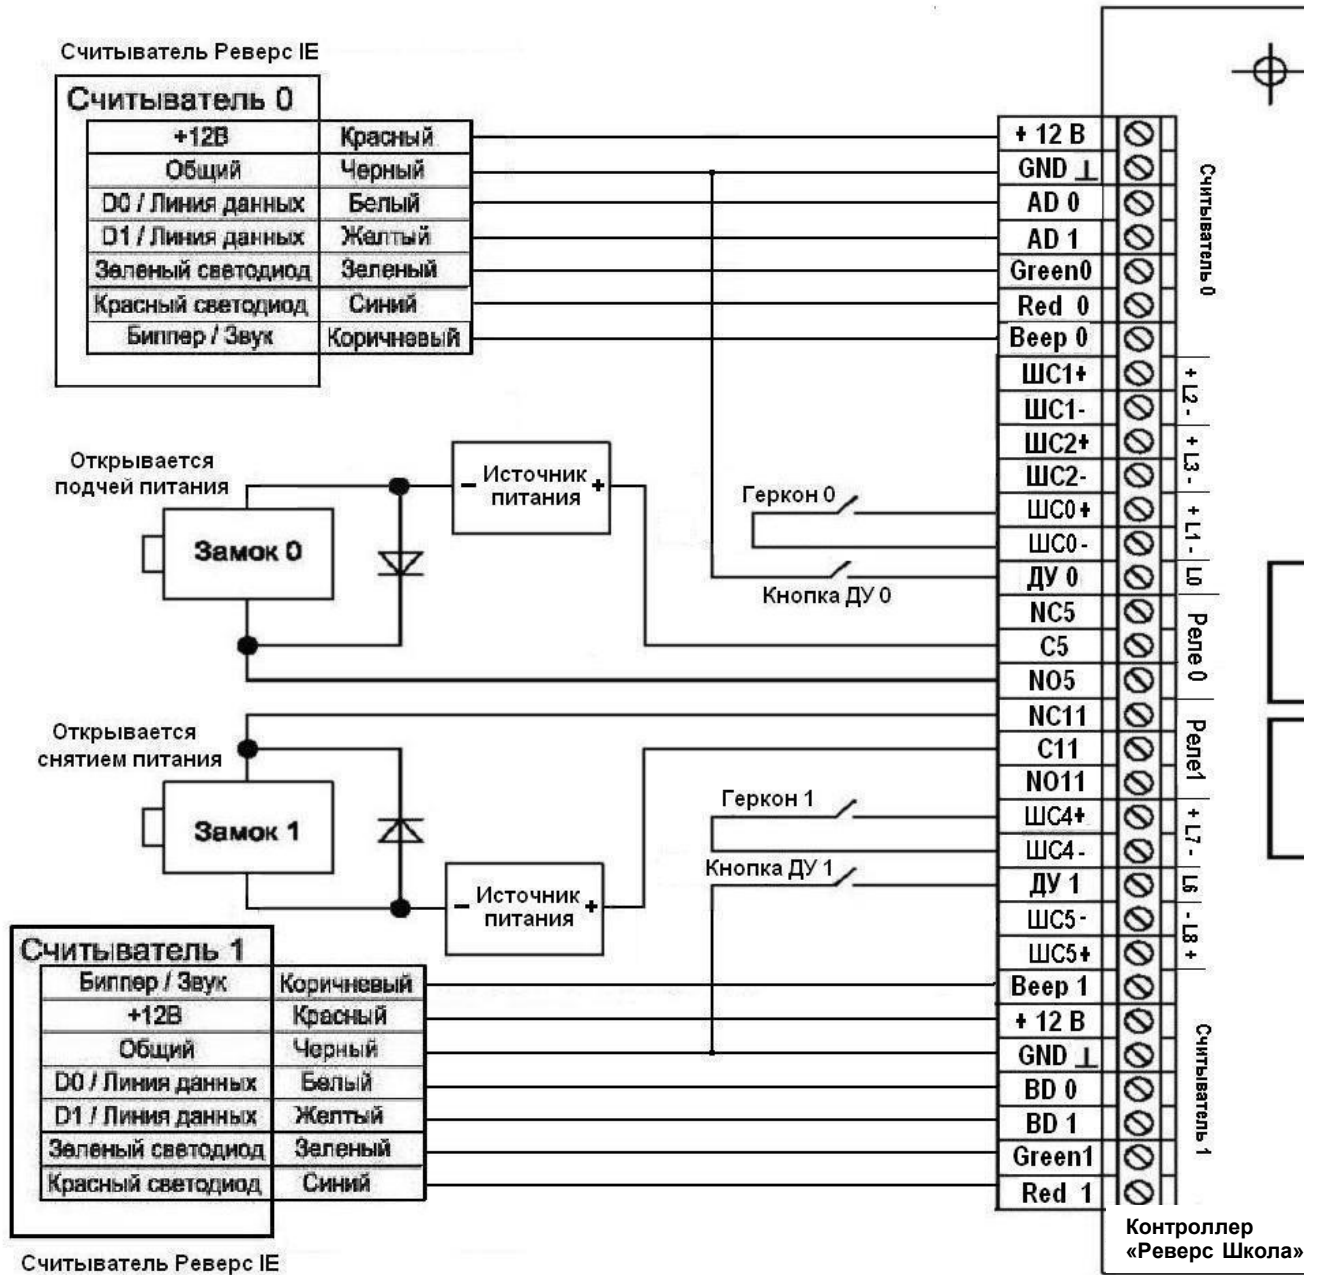 Считыватель Реверс IE
Считыватель 0
+12В Красный
Общий Черный
D0 / Линия данных Белый
D1 / Линия данных Желтый
Зеленый светодиод Зеленый
Красный светодиод Синий
Биппер / Звук Коричневый
+ 12 В
GND ⊥
AD 0
AD 1
Green0
Red 0
Beep 0
ШС1+
ШС1-
ШС2+
ШС2-
ШС0+
ШС0-
ДУ 0
NC5
C5
NO5
NC11
C11
NO11
ШС4+
ШС4-
ДУ 1
ШС5-
ШС5+
Beep 1
+ 12 В
GND ⊥
BD 0
BD 1
Green1
Red 1
Считыватель 0
+ L2 -
+ L3 -
+ L1 -
L0
Реле 0
Реле1
+ L7 -
L6
- L8 +
Считыватель 1
Открывается
подчей питания
Замок 0
- Источник +
питания
Геркон 0
Кнопка ДУ 0
Открывается
снятием питания
Замок 1
- Источник +
питания
Геркон 1
Кнопка ДУ 1
Считыватель 1
Биппер / Звук Коричневый
+12В Красный
Общий Черный
D0 / Линия данных Белый
D1 / Линия данных Желтый
Зеленый светодиод Зеленый
Красный светодиод Синий
Считыватель Реверс IE
Контроллер
«Реверс Школа»